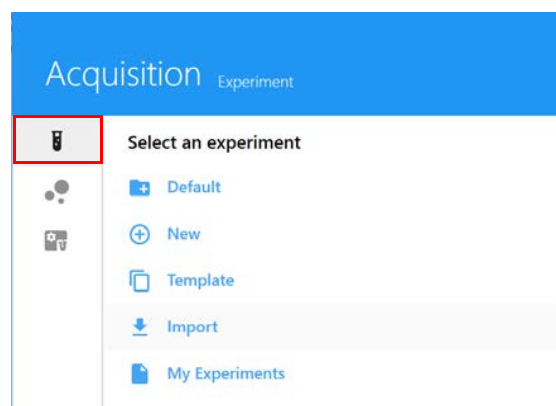 Acquisition Experiment
Select an experiment
Default
New
Template
Import
My Experiments